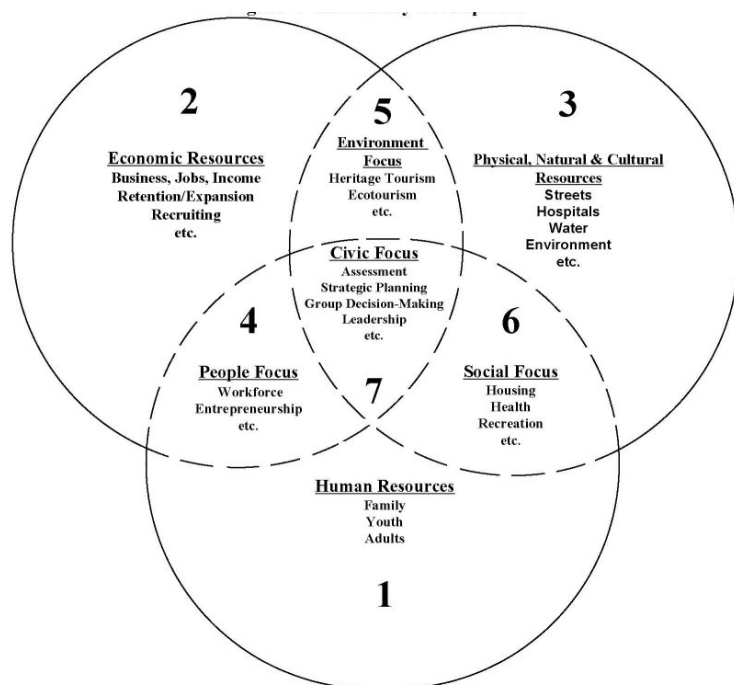 2
Economic Resources
Business, Jobs, Income
Retention/Expansion
Recruiting
etc.
5
Environment
Focus
Heritage Tourism
Ecotourism
etc.
3
Physical, Natural & Cultural
Resources
Streets
Hospitals
Water
Environment
etc.
Civic Focus
Assessment
Strategic Planning
Group Decision-Making
Leadership
etc.
4
People Focus
Workforce
Entrepreneurship
etc.
7
6
Social Focus
Housing
Health
Recreation
etc.
Human Resources
Family
Youth
Adults
1